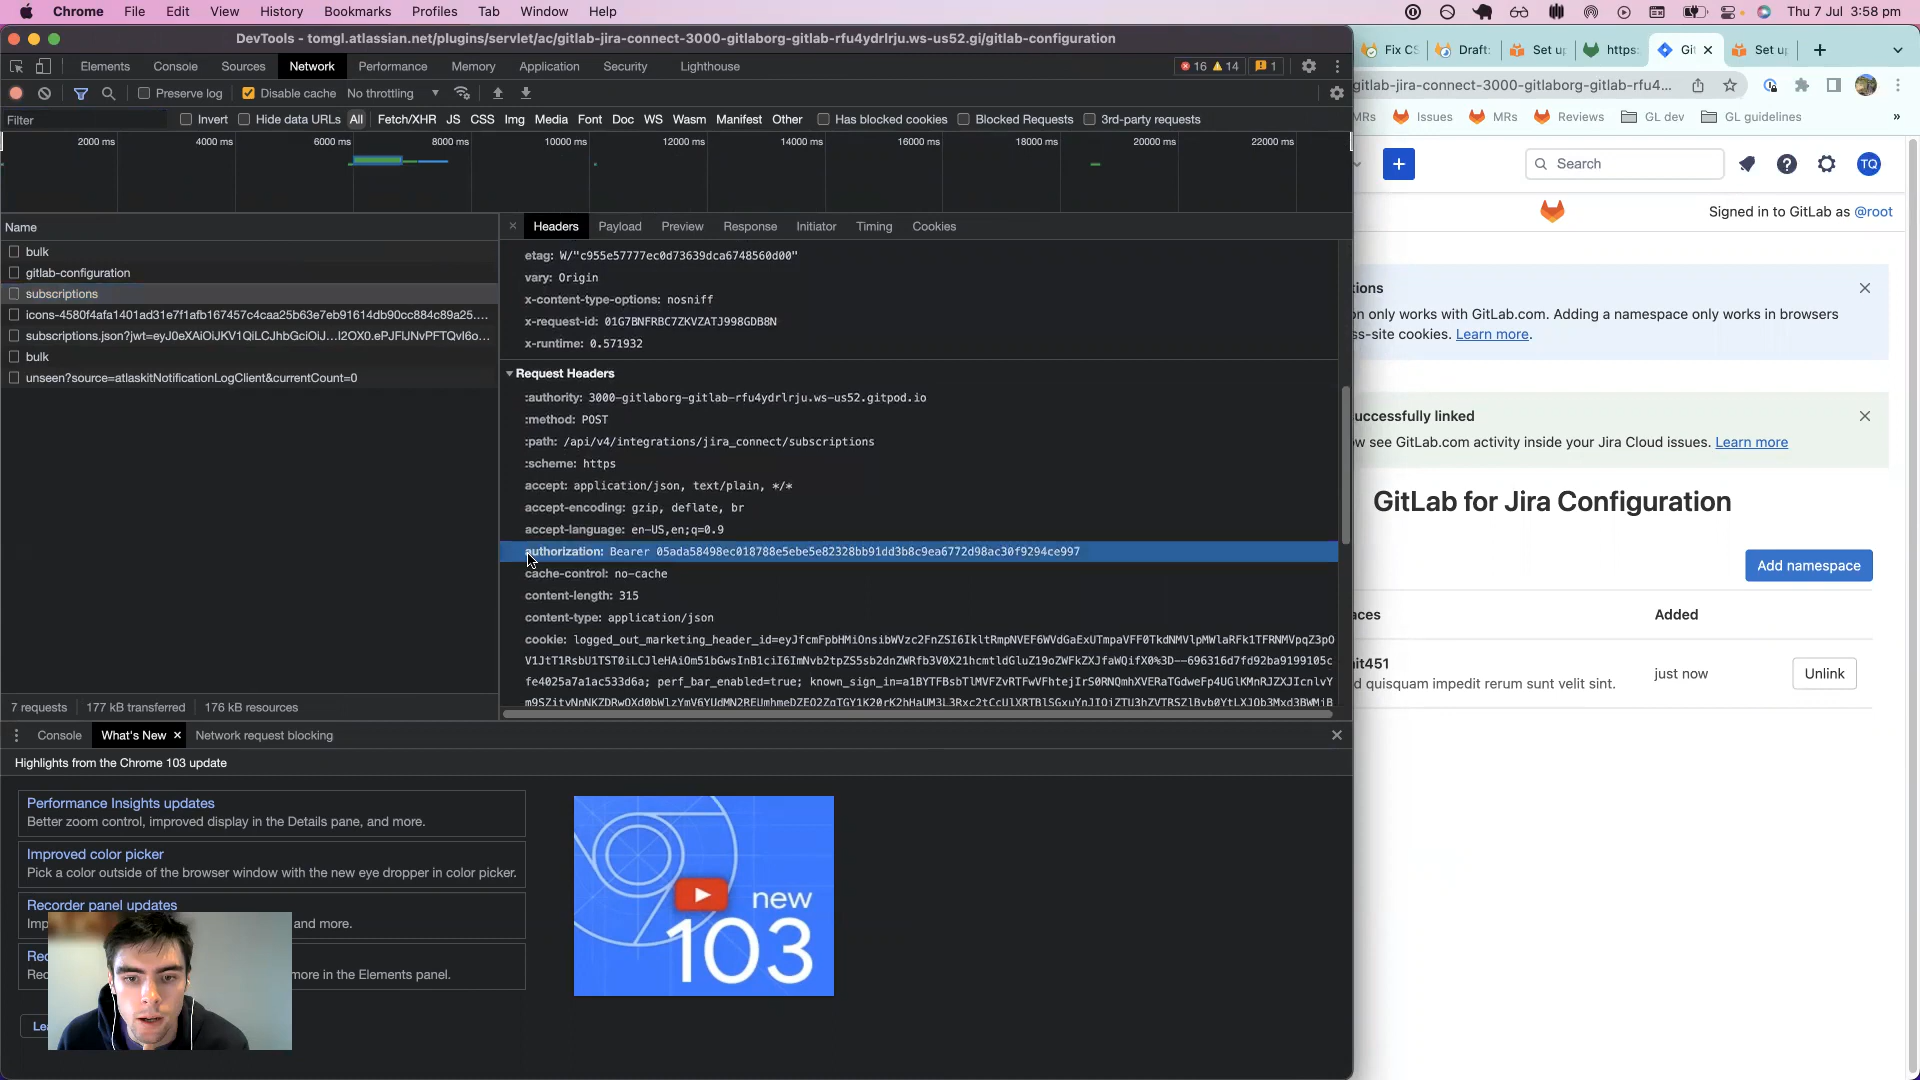 Chrome File Edit View History Bookmarks Profiles Tab Window Help
Thu 7 Jul 3:58 pm
DevTools - tomgl.atlassian.net/plugins/servlet/ac/gitlab-jira-connect-3000-gitlaborg-gitlab-rfu4ydrlrju.ws-us52.gi/gitlab-configuration
Elements Console Sources Network Performance Memory Application Security Lighthouse 16 14 1
Preserve log Disable cache No throttling
Filter Invert Hide data URLs All Fetch/XHR JS CSS Img Media Font Doc WS Wasm Manifest Other Has blocked cookies Blocked Requests 3rd-party requests
2000 ms 4000 ms 6000 ms 8000 ms 10000 ms 12000 ms 14000 ms 16000 ms 18000 ms 20000 ms 22000 ms
Name
bulk
gitlab-configuration
subscriptions
icons-4580f4afa1401ad31e7f1afb167457c4caa25b63e7eb91614db90cc884c89a25....
bulk
unseen?source=atlaskitNotificationLogClient&currentCount=0
7 requests 177 kB transferred 176 kB resources
Headers Payload Preview Response Initiator Timing Cookies
etag: W/"c955e57777ec0d73639dca6748560d00"
vary: Origin
x-content-type-options: nosniff
x-request-id: 01G7BNFRBC7ZKVZATJ998GDB8N
x-runtime: 0.571932
Request Headers
:authority: 3000-gitlaborg-gitlab-rfu4ydrlrju.ws-us52.gitpod.io
:method: POST
:path: /api/v4/integrations/jira_connect/subscriptions
:scheme: https
accept: application/json, text/plain, */*
accept-encoding: gzip, deflate, br
accept-language: en-US,en;q=0.9
authorization: Bearer 05ada58498ec018788e5ebe5e82328bb91dd3b8c9ea6772d98ac30f9294ce997
cache-control: no-cache
content-length: 315
content-type: application/json
cookie:
perf_bar_enabled=true;
Console What's New Network request blocking
Highlights from the Chrome 103 update
Performance Insights updates
Better zoom control, improved display in the Details pane, and more.
Improved color picker
Pick a color outside of the browser window with the new eye dropper in color picker.
Recorder panel updates
and more.
more in the Elements panel.
new
103
Fix CS Draft: Set up https: Git Set up
gitlab-jira-connect-3000-gitlaborg-gitlab-rfu4...
MRs Issues MRs Reviews GL dev GL guidelines
Search TQ
Signed in to GitLab as @root
tions
on only works with GitLab.com. Adding a namespace only works in browsers
ss-site cookies. Learn more.
uccessfully linked
ow see GitLab.com activity inside your Jira Cloud issues. Learn more
GitLab for Jira Configuration
Add namespace
aces Added
nit451
d quisquam impedit rerum sunt velit sint.
just now
Unlink